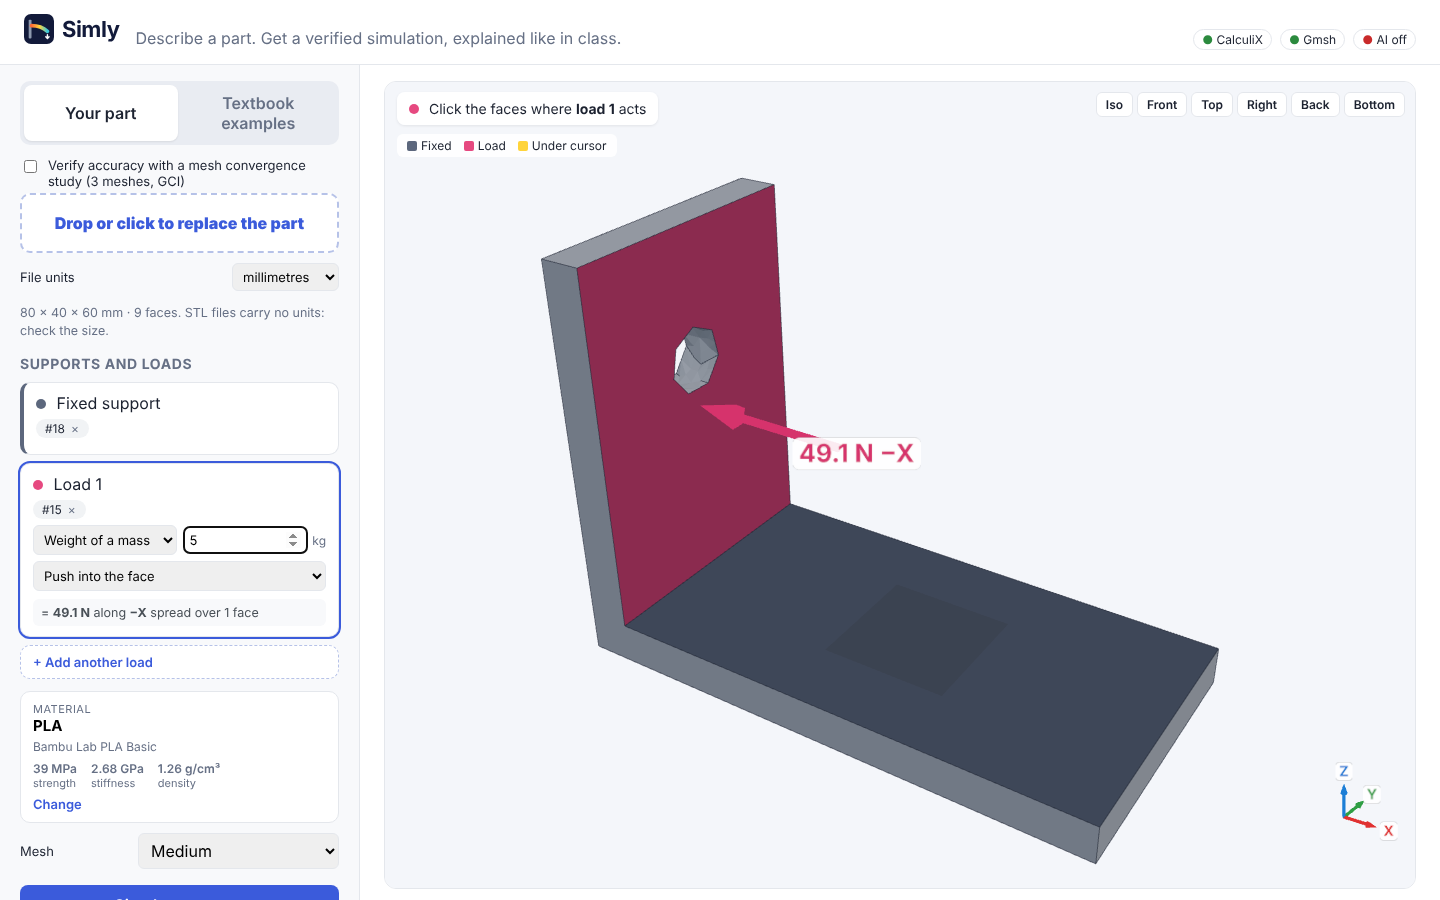 Simly
Describe a part. Get a verified simulation, explained like in class.
CalculiX
Gmsh
AI off
Your part
Textbook
examples
Verify accuracy with a mesh convergence
study (3 meshes, GCI)
Drop or click to replace the part
File units
millimetres
80 × 40 × 60 mm · 9 faces. STL files carry no units:
check the size.
SUPPORTS AND LOADS
Fixed support
#18 ×
Load 1
#15 ×
Weight of a mass
5
kg
Push into the face
= 49.1 N along −X spread over 1 face
+ Add another load
MATERIAL
PLA
Bambu Lab PLA Basic
39 MPa 2.68 GPa 1.26 g/cm³
strength stiffness density
Change
Mesh
Medium
Click the faces where load 1 acts
Fixed
Load
Under cursor
Iso
Front
Top
Right
Back
Bottom
49.1 N −X
Z
Y
X